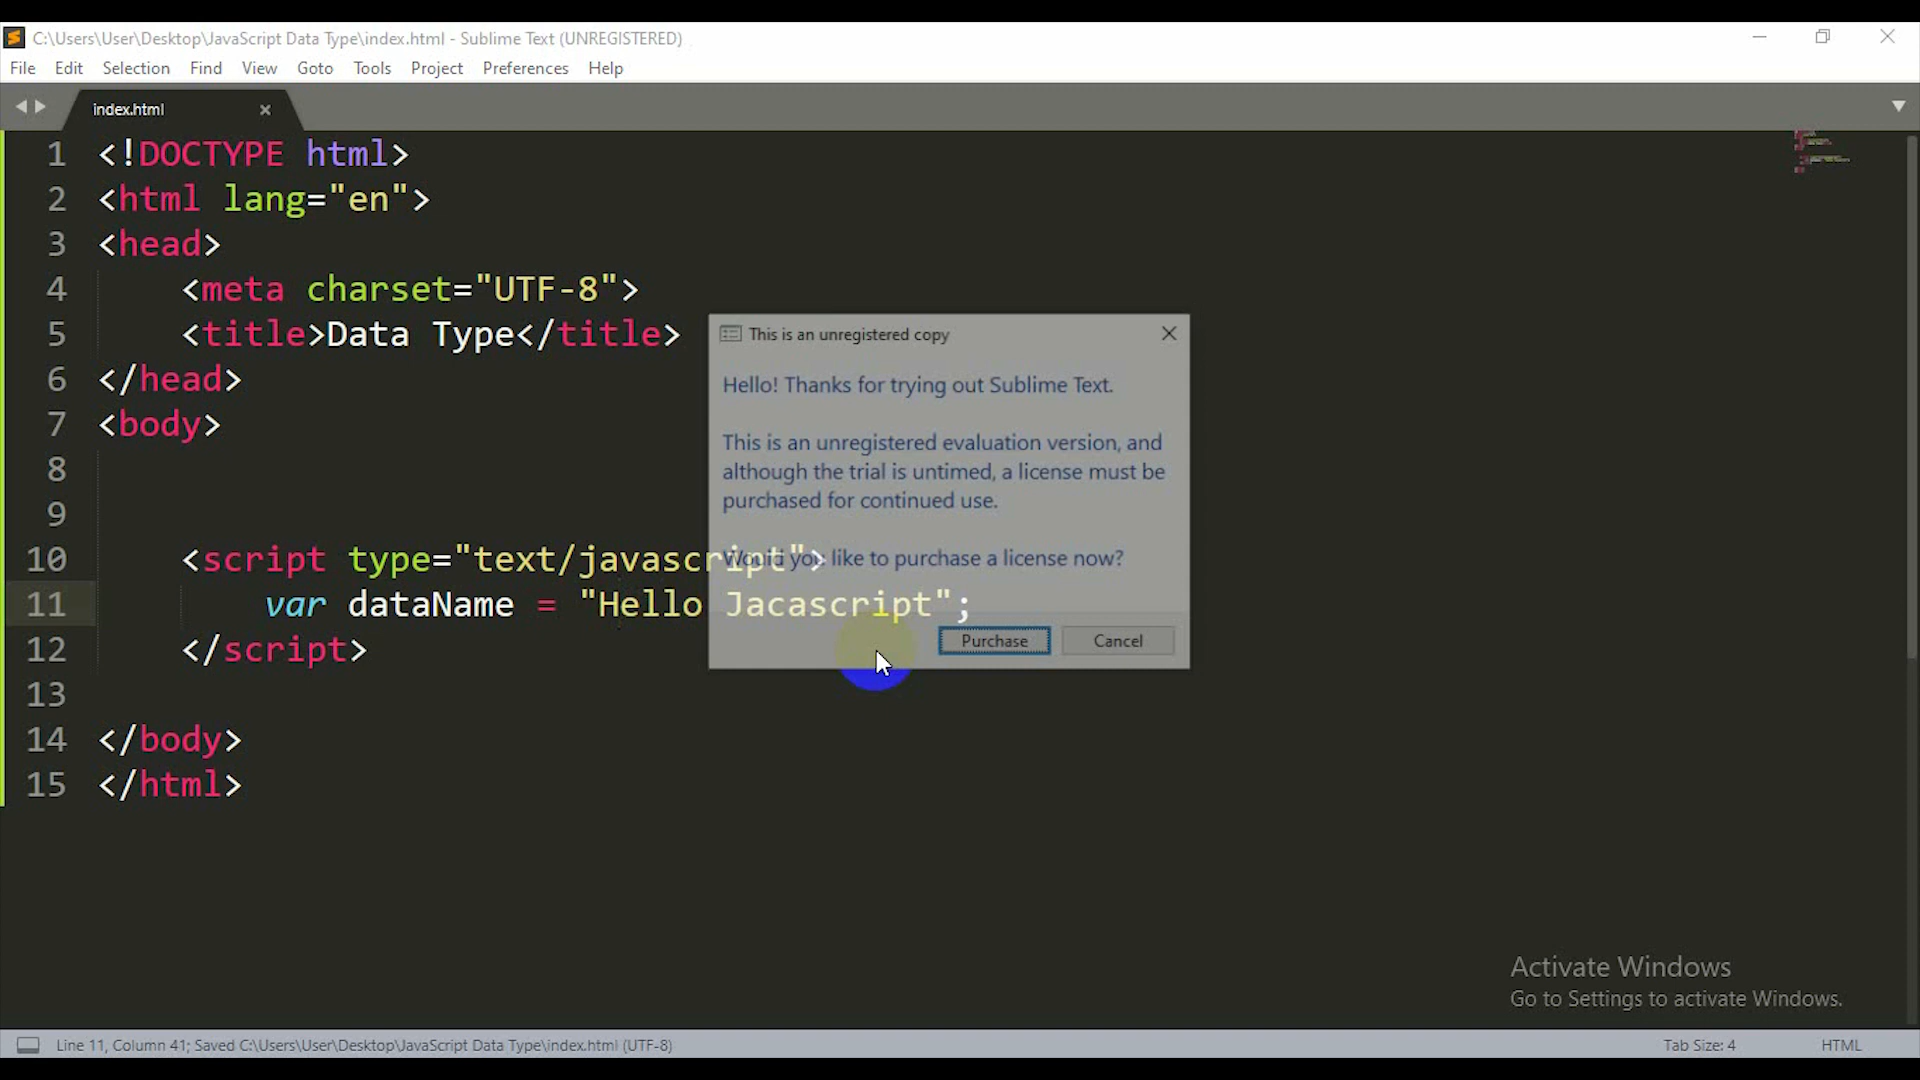 C:\Users\User\Desktop\JavaScript Data Type\index.html - Sublime Text (UNREGISTERED)
File Edit Selection Find View Goto Tools Project Preferences Help
index.html
1 <!DOCTYPE html>
2 <html lang="en">
3 <head>
4 <meta charset="UTF-8">
5 <title>Data Type</title>
6 </head>
7 <body>
8
9
10 <script type="text/javascript">
11 var dataName = "Hello Jacascript";
12 </script>
13
14 </body>
15 </html>
This is an unregistered copy
Hello! Thanks for trying out Sublime Text.
This is an unregistered evaluation version, and
although the trial is untimed, a license must be
purchased for continued use.
Would you like to purchase a license now?
Purchase Cancel
Activate Windows
Go to Settings to activate Windows.
Line 11, Column 41; Saved C:\Users\User\Desktop\JavaScript Data Type\index.html (UTF-8) Tab Size: 4 HTML